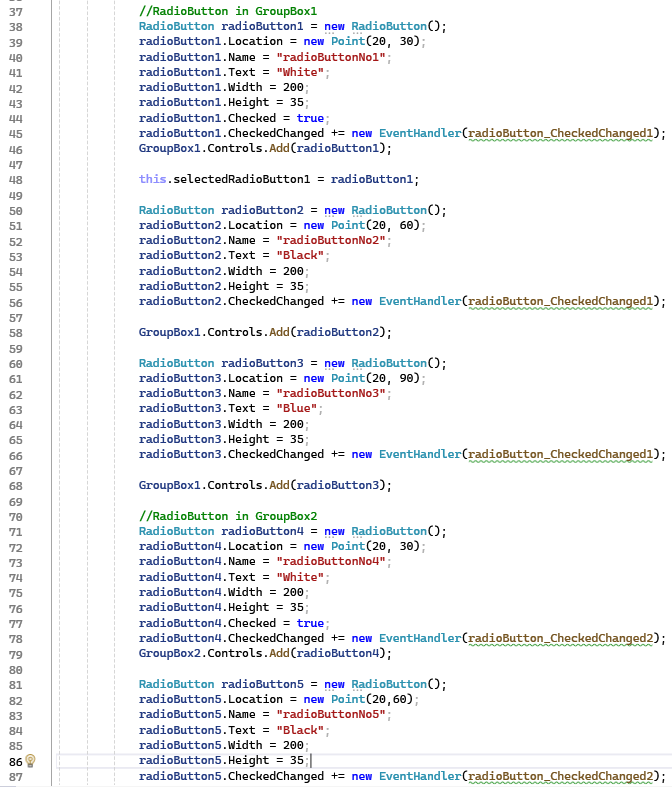 37 //RadioButton in GroupBox1
38 RadioButton radioButton1 = new RadioButton();
39 radioButton1.Location = new Point(20, 30);
40 radioButton1.Name = "radioButtonNo1";
41 radioButton1.Text = "White";
42 radioButton1.Width = 200;
43 radioButton1.Height = 35;
44 radioButton1.Checked = true;
45 radioButton1.CheckedChanged += new EventHandler(radioButton_CheckedChanged1);
46 GroupBox1.Controls.Add(radioButton1);
47
48 this.selectedRadioButton1 = radioButton1;
49
50 RadioButton radioButton2 = new RadioButton();
51 radioButton2.Location = new Point(20, 60);
52 radioButton2.Name = "radioButtonNo2";
53 radioButton2.Text = "Black";
54 radioButton2.Width = 200;
55 radioButton2.Height = 35;
56 radioButton2.CheckedChanged += new EventHandler(radioButton_CheckedChanged1);
57
58 GroupBox1.Controls.Add(radioButton2);
59
60 RadioButton radioButton3 = new RadioButton();
61 radioButton3.Location = new Point(20, 90);
62 radioButton3.Name = "radioButtonNo3";
63 radioButton3.Text = "Blue";
64 radioButton3.Width = 200;
65 radioButton3.Height = 35;
66 radioButton3.CheckedChanged += new EventHandler(radioButton_CheckedChanged1);
67
68 GroupBox1.Controls.Add(radioButton3);
69
70 //RadioButton in GroupBox2
71 RadioButton radioButton4 = new RadioButton();
72 radioButton4.Location = new Point(20, 30);
73 radioButton4.Name = "radioButtonNo4";
74 radioButton4.Text = "White";
75 radioButton4.Width = 200;
76 radioButton4.Height = 35;
77 radioButton4.Checked = true;
78 radioButton4.CheckedChanged += new EventHandler(radioButton_CheckedChanged2);
79 GroupBox2.Controls.Add(radioButton4);
80
81 RadioButton radioButton5 = new RadioButton();
82 radioButton5.Location = new Point(20,60);
83 radioButton5.Name = "radioButtonNo5";
84 radioButton5.Text = "Black";
85 radioButton5.Width = 200;
86 radioButton5.Height = 35;
87 radioButton5.CheckedChanged += new EventHandler(radioButton_CheckedChanged2);